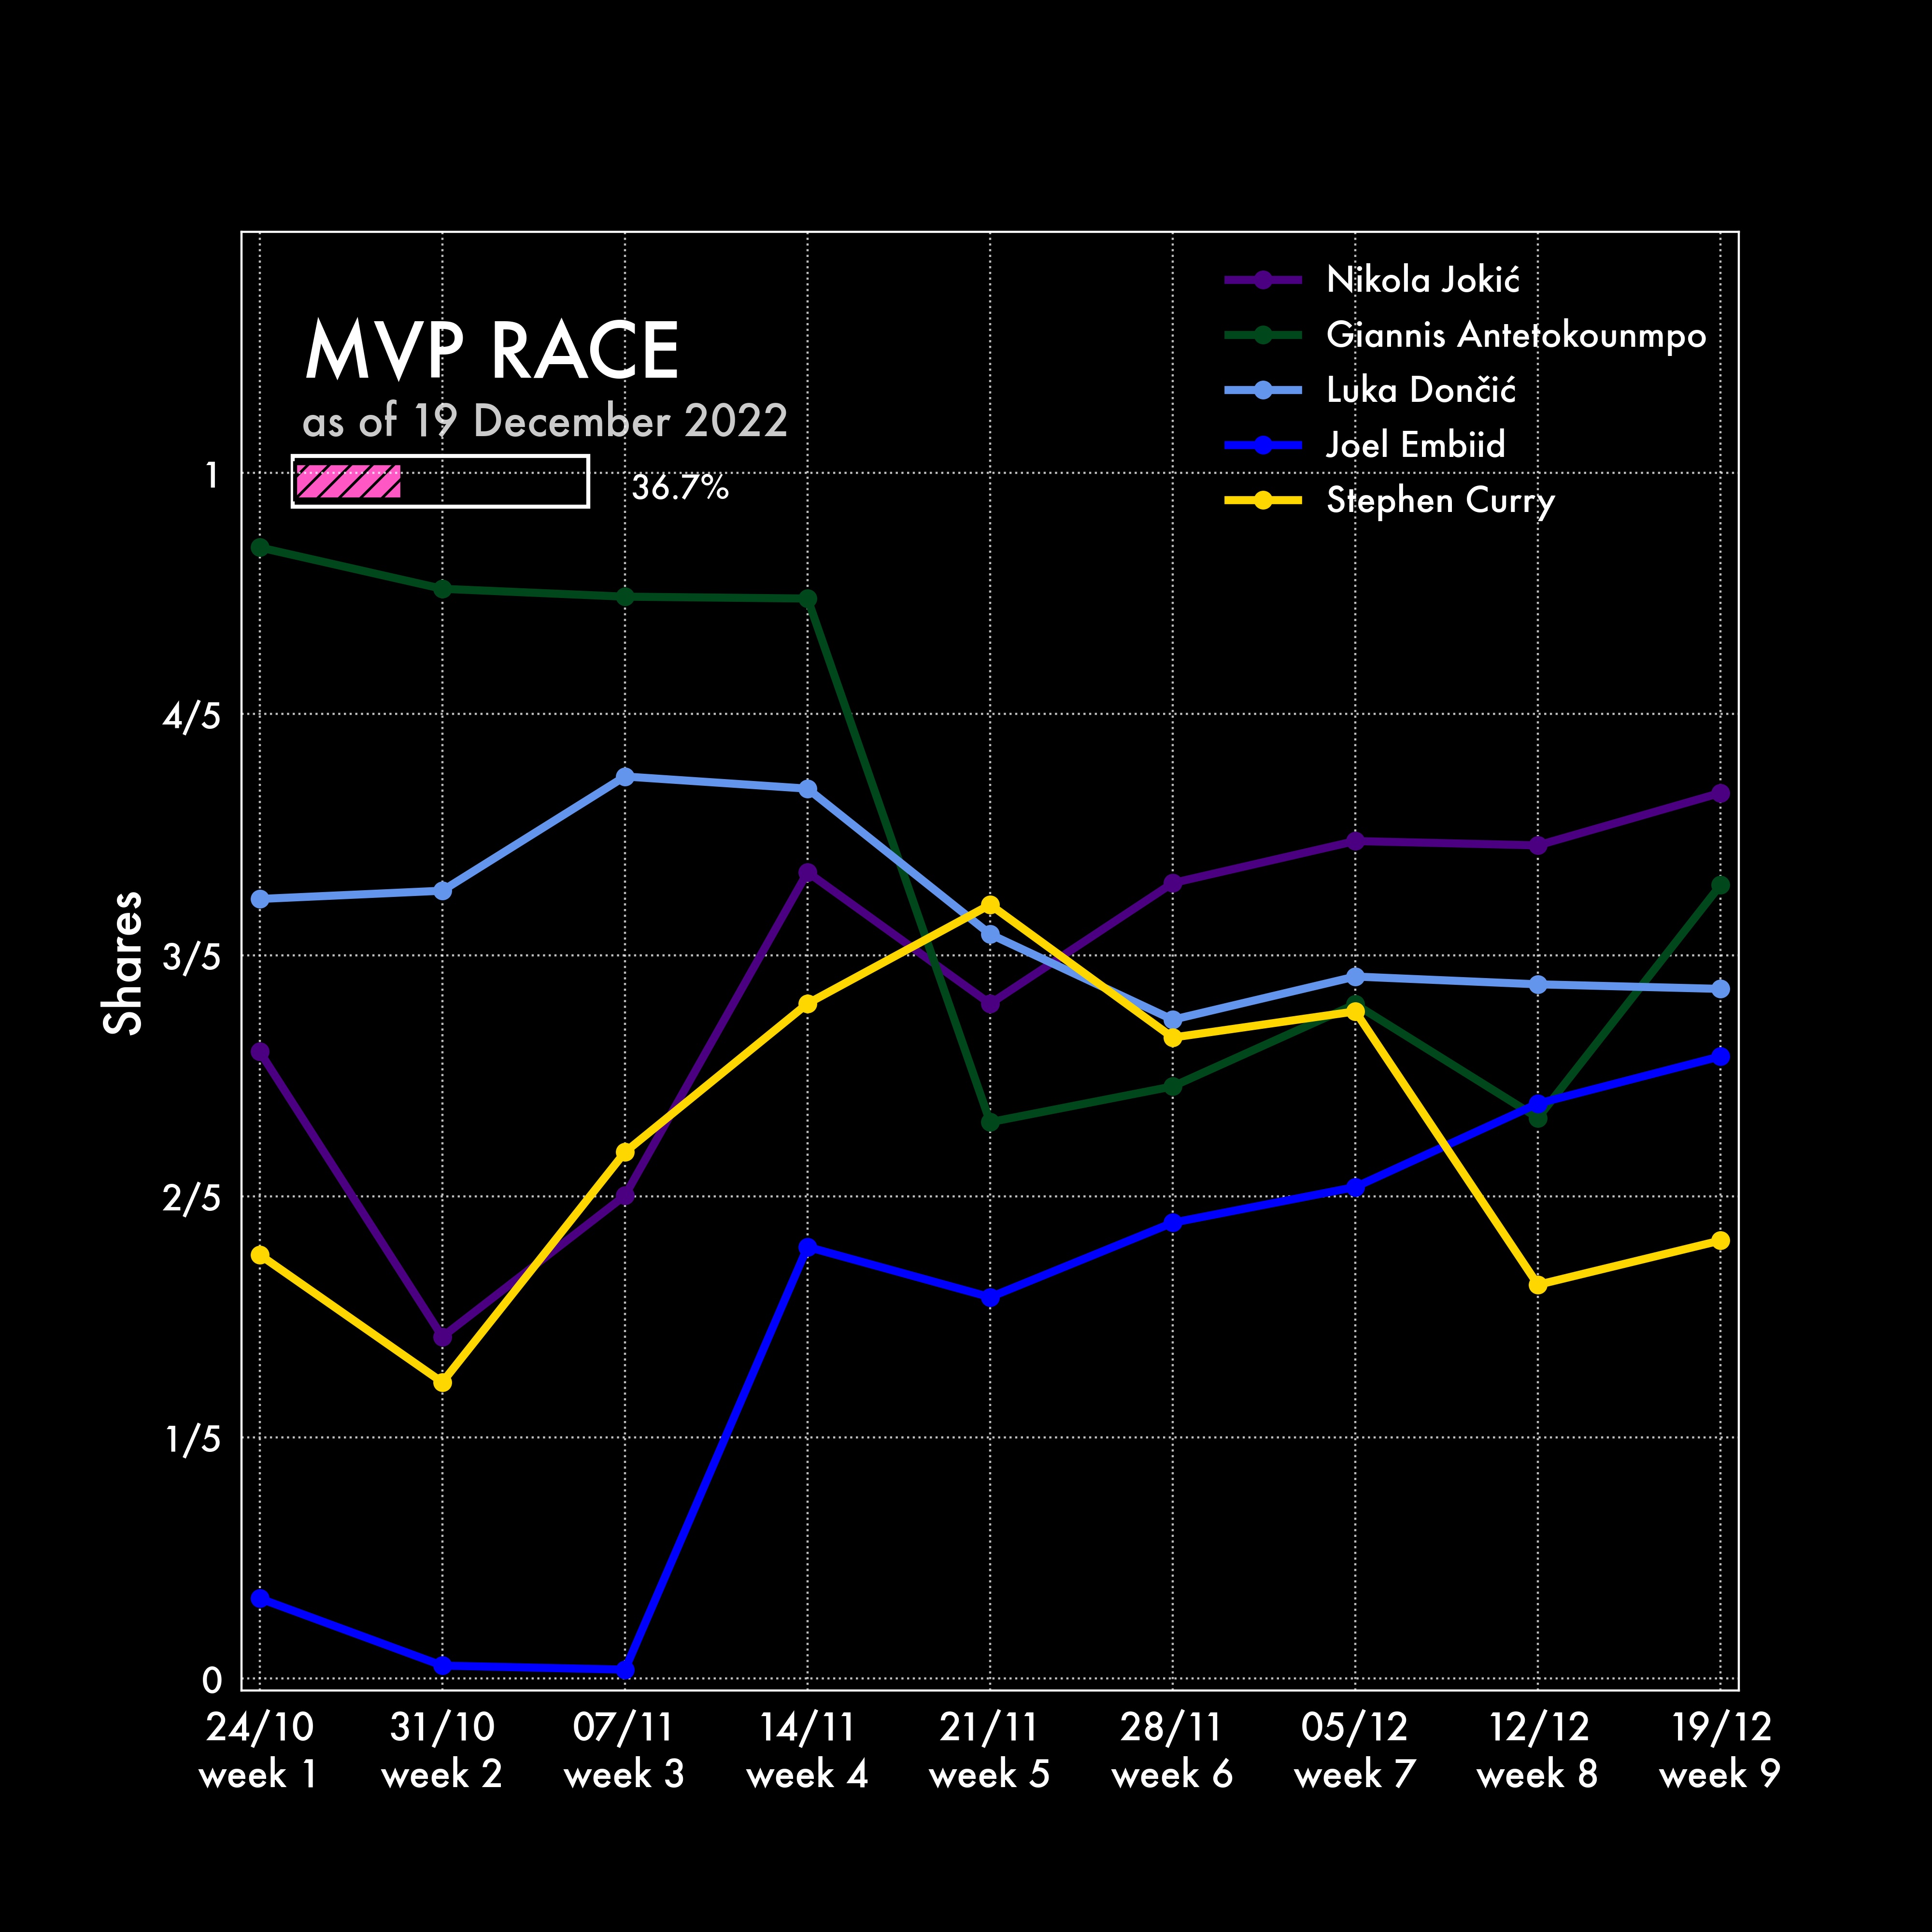 MVP RACE
as of 19 December 2022
36.7%
Nikola Jokić
Giannis Antetokounmpo
Luka Dončić
Joel Embiid
Stephen Curry
Shares
1
4/5
3/5
2/5
1/5
0
24/10 31/10 07/11 14/11 21/11 28/11 05/12 12/12 19/12
week 1 week 2 week 3 week 4 week 5 week 6 week 7 week 8 week 9